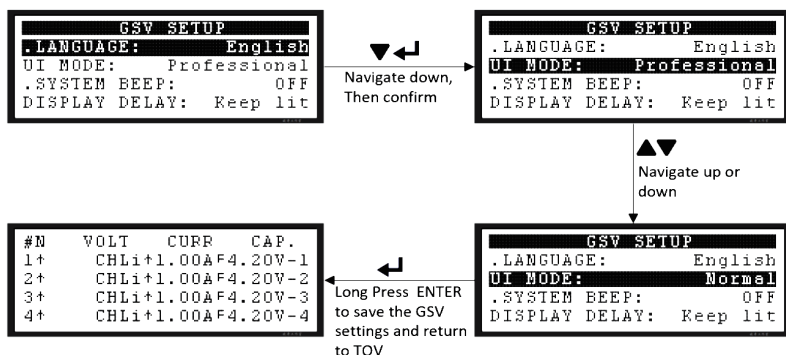 GSV SETUP
.LANGUAGE: English
UI MODE: Professional
.SYSTEM BEEP: OFF
DISPLAY DELAY: Keep lit
▼↵
Navigate down,
Then confirm
GSV SETUP
.LANGUAGE: English
UI MODE: Professional
.SYSTEM BEEP: OFF
DISPLAY DELAY: Keep lit
▲▼
Navigate up or
down
GSV SETUP
.LANGUAGE: English
UI MODE: Normal
.SYSTEM BEEP: OFF
DISPLAY DELAY: Keep lit
↵
Long Press ENTER
to save the GSV
settings and return
to TOV
#N VOLT CURR CAP.
1↑ CHLi↑1.00A F4.20V-1
2↑ CHLi↑1.00A F4.20V-2
3↑ CHLi↑1.00A F4.20V-3
4↑ CHLi↑1.00A F4.20V-4